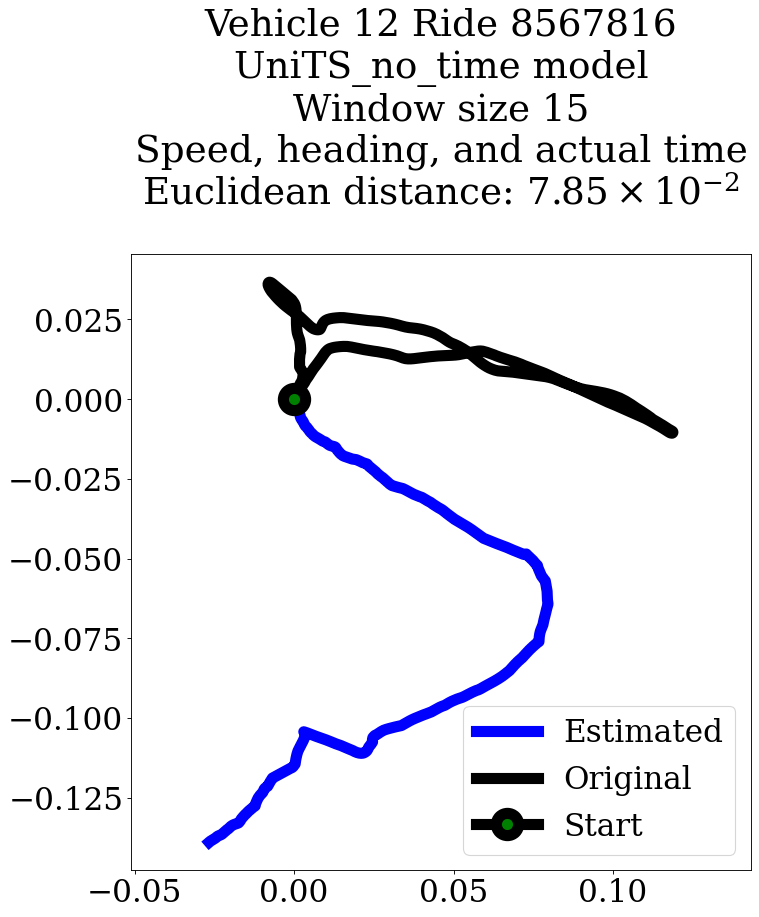 Vehicle 12 Ride 8567816
UniTS_no_time model
Window size 15
Speed, heading, and actual time
Euclidean distance: 7.85 × 10⁻²
0.025
0.000
−0.025
−0.050
−0.075
−0.100
−0.125
−0.05 0.00 0.05 0.10
Estimated
Original
Start